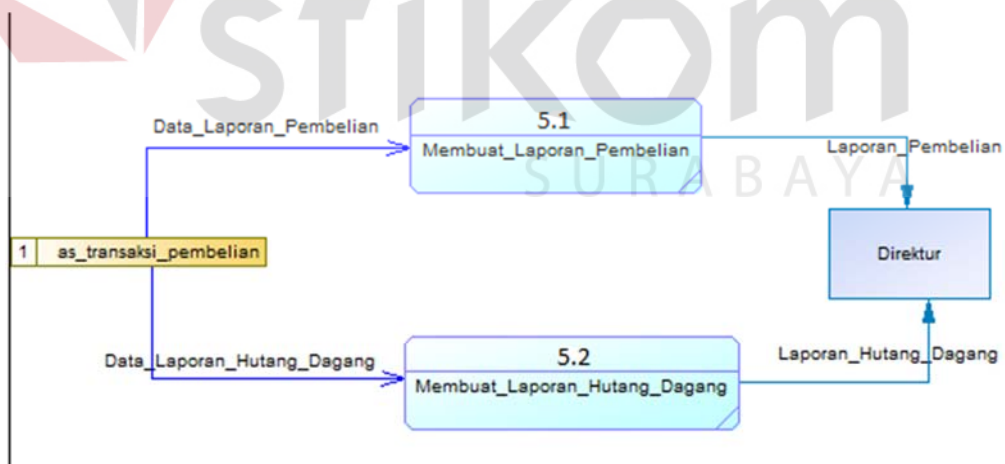 stikom
SURABAYA
Data_Laporan_Pembelian
5.1
Membuat_Laporan_Pembelian
Laporan_Pembelian
1 as_transaksi_pembelian
Direktur
Data_Laporan_Hutang_Dagang
5.2
Membuat_Laporan_Hutang_Dagang
Laporan_Hutang_Dagang